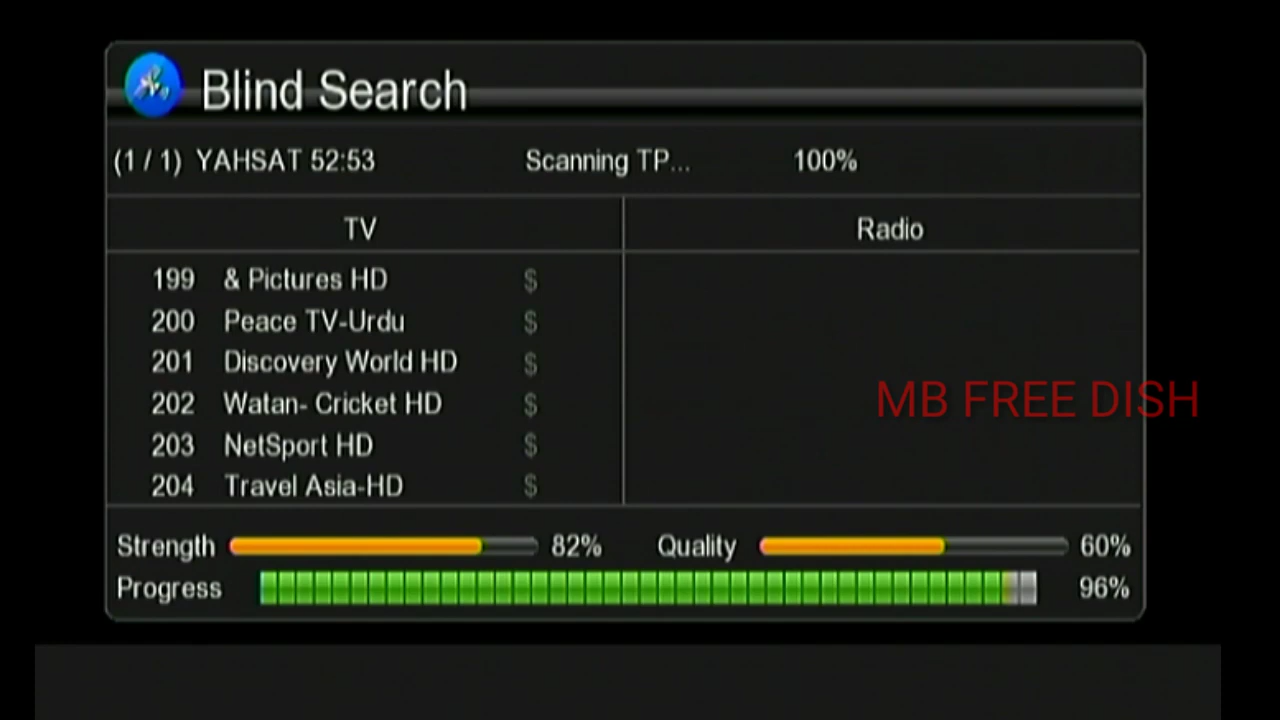 Blind Search
(1 / 1) YAHSAT 52:53 Scanning TP... 100%
TV Radio
199 & Pictures HD $
200 Peace TV-Urdu $
201 Discovery World HD $
202 Watan- Cricket HD $
MB FREE DISH
203 NetSport HD $
204 Travel Asia-HD $
Strength 82% Quality 60%
Progress 96%